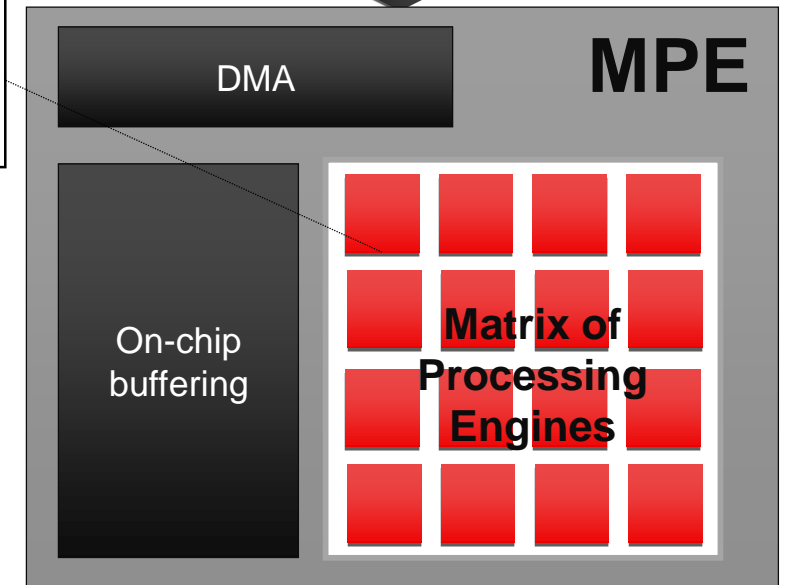 DMA
MPE
On-chip
buffering
Matrix of
Processing
Engines